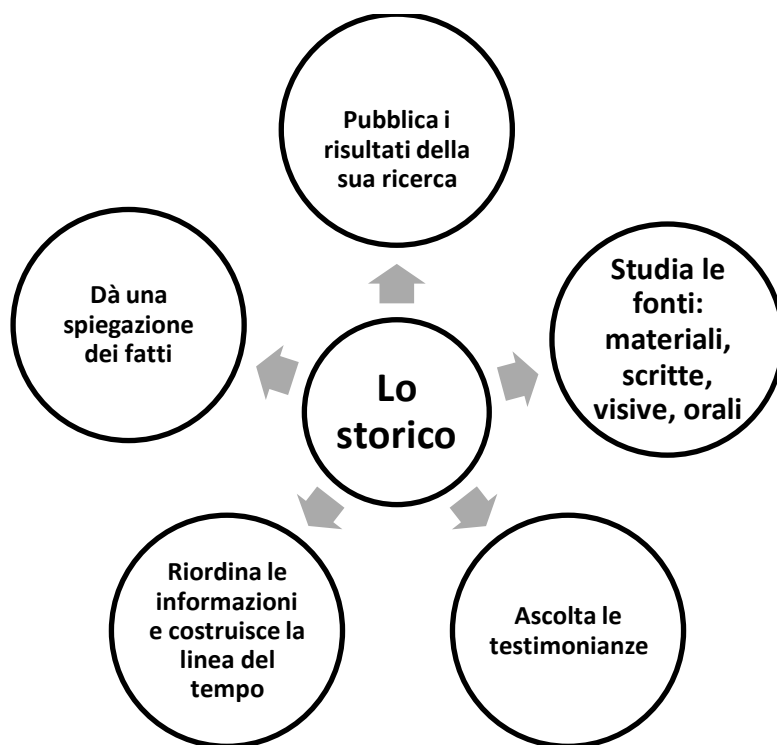 Pubblica i
risultati della
sua ricerca
Studia le
fonti:
materiali,
scritte,
visive, orali
Dà una
spiegazione
dei fatti
Lo
storico
Riordina le
informazioni
e costruisce la
linea del
tempo
Ascolta le
testimonianze